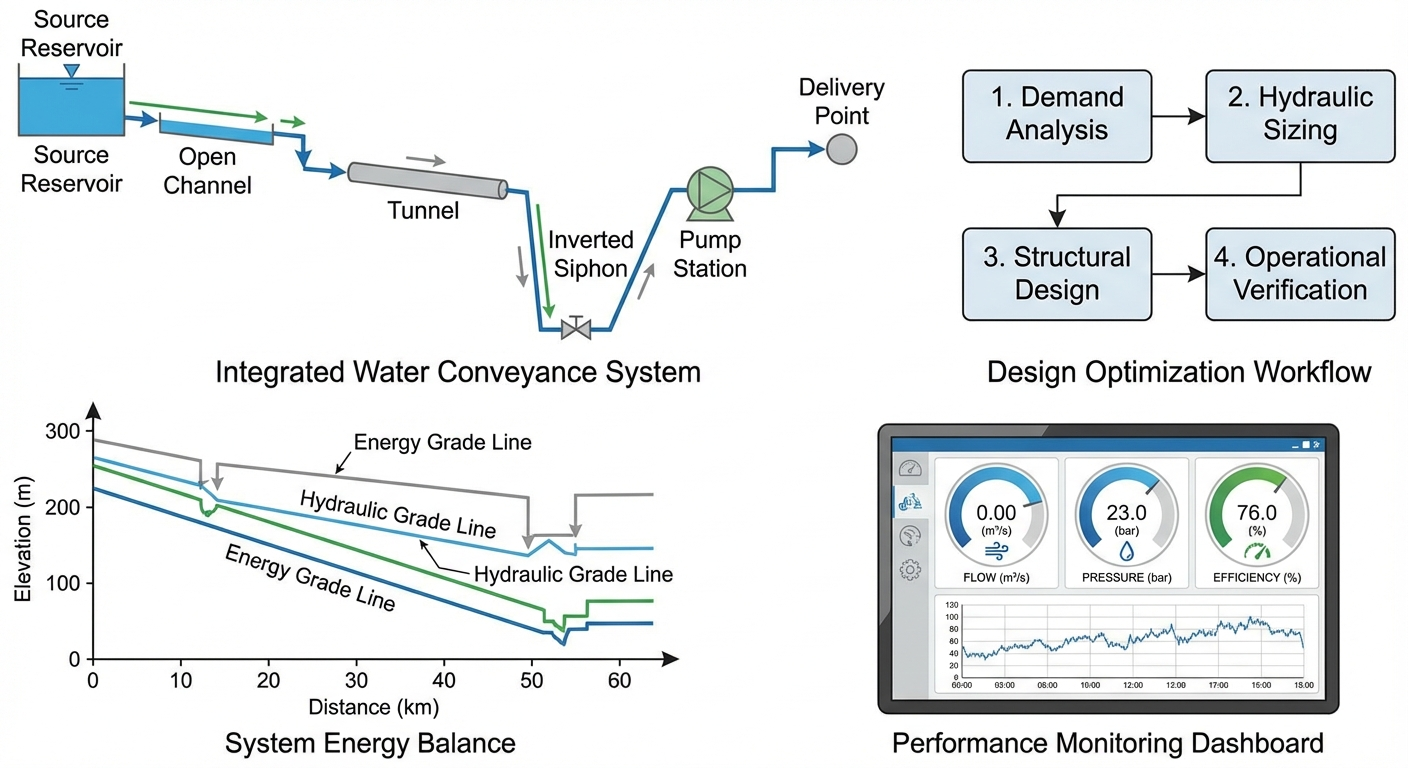 Source
Reservoir
Source
Reservoir
Open
Channel
Tunnel
Inverted
Siphon
Pump
Station
Delivery
Point
Integrated Water Conveyance System
1. Demand
Analysis
2. Hydraulic
Sizing
3. Structural
Design
4. Operational
Verification
Design Optimization Workflow
Elevation (m)
300
200
100
0
Energy Grade Line
Hydraulic Grade Line
Hydraulic Grade Line
Energy Grade Line
0 10 20 30 40 50 60
Distance (km)
System Energy Balance
0.00
(m³/s)
FLOW (m³/s)
23.0
(bar)
PRESSURE (bar)
76.0
(%)
EFFICIENCY (%)
120
100
80
60
40
20
0
60:00 03:00 06:00 10:00 12:00 12:00 17:00 16:00 18:00
Performance Monitoring Dashboard